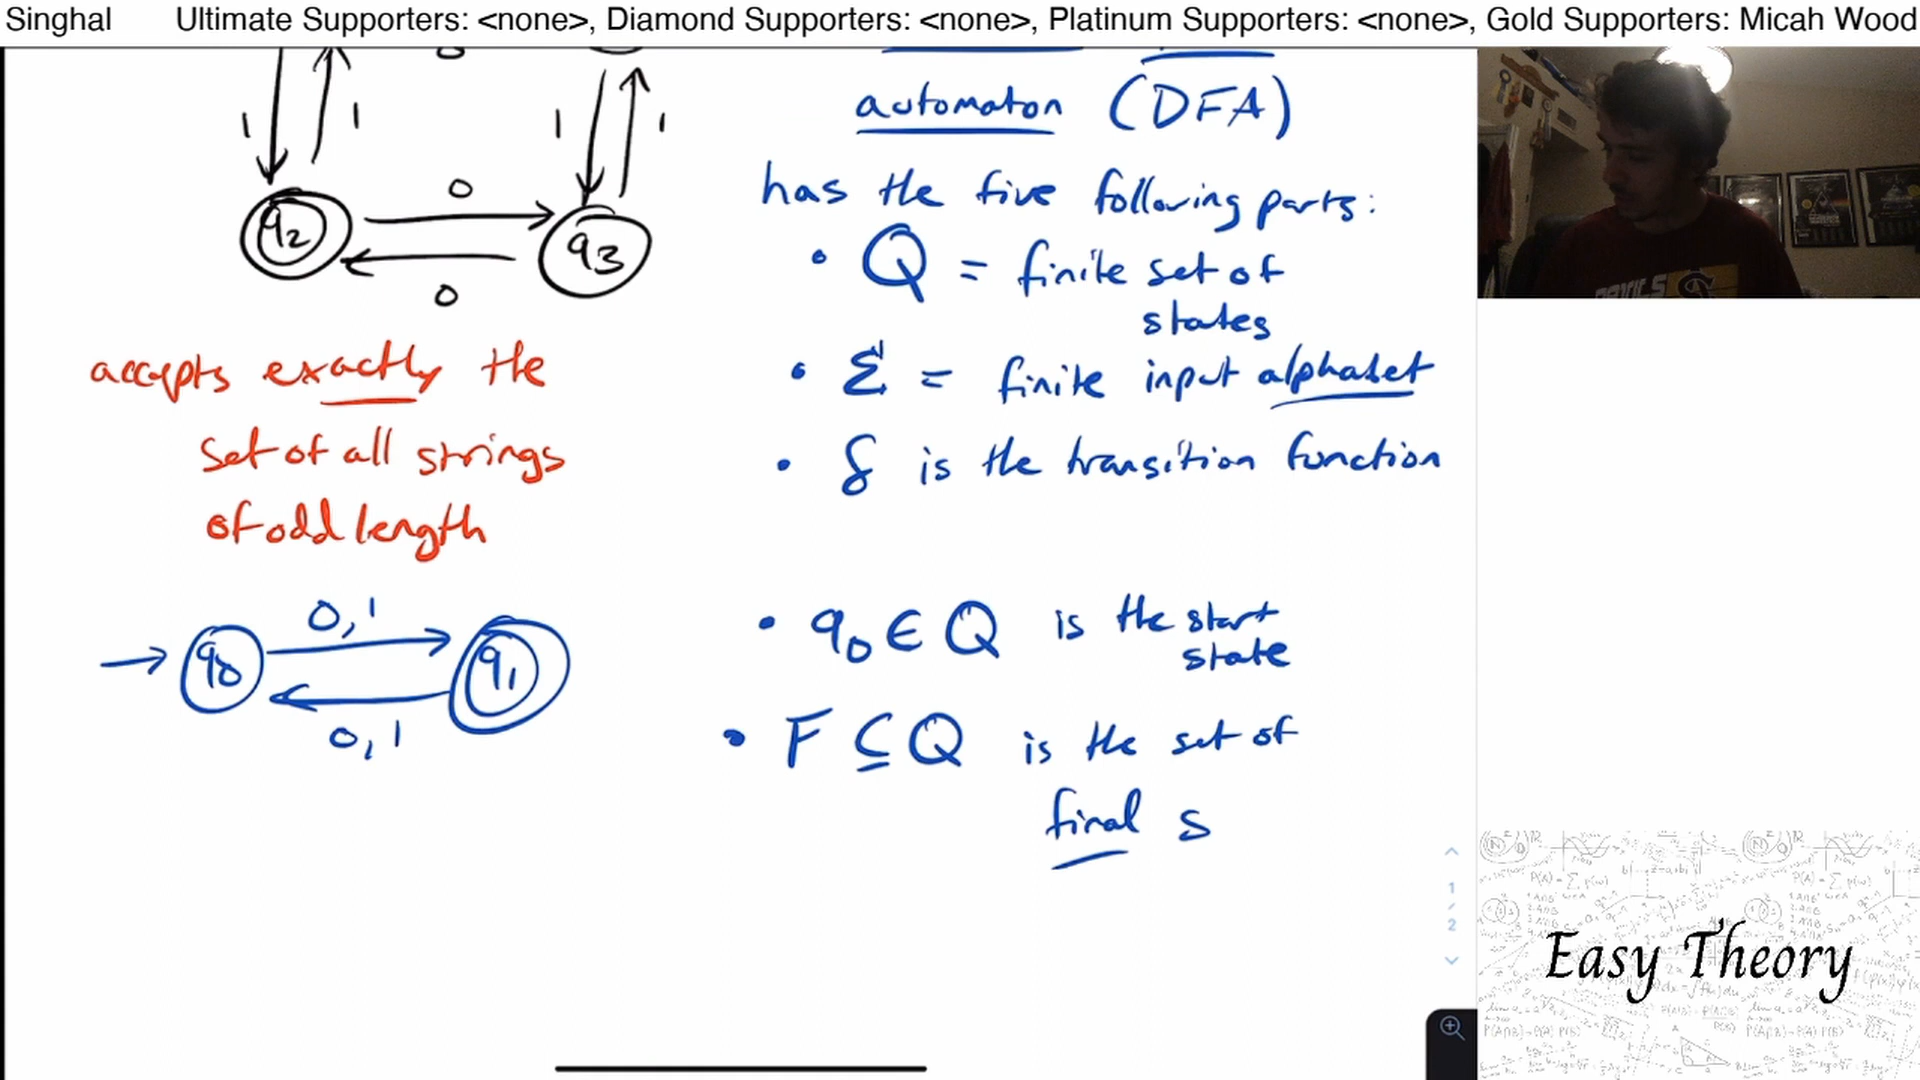 Singhal Ultimate Supporters: <none>, Diamond Supporters: <none>, Platinum Supporters: <none>, Gold Supporters: Micah Wood
0
1 1 1 1
q2 0 q3
0
accepts exactly the
set of all strings
of odd length
0,1
q0 q1
0,1
automaton (DFA)
has the five following parts:
• Q = finite set of
states
• Σ = finite input alphabet
• δ is the transition function
• q0 ∈ Q is the start
state
• F ⊆ Q is the set of
final s
1
2
Easy Theory